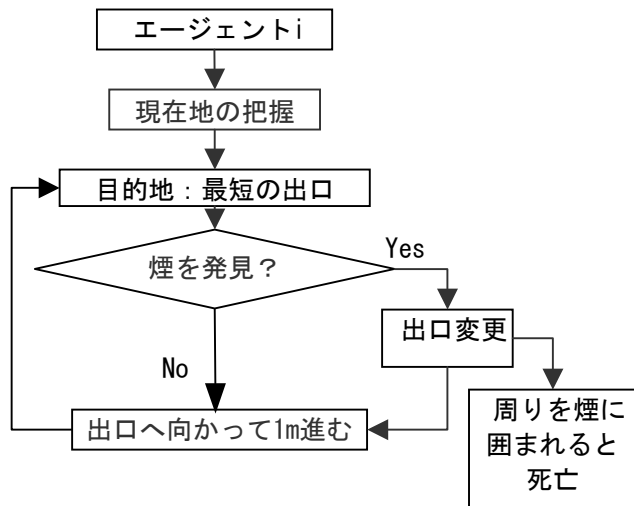 エージェントi
現在地の把握
目的地：最短の出口
煙を発見？
Yes
出口変更
No
出口へ向かって1m進む
周りを煙に
囲まれると
死亡